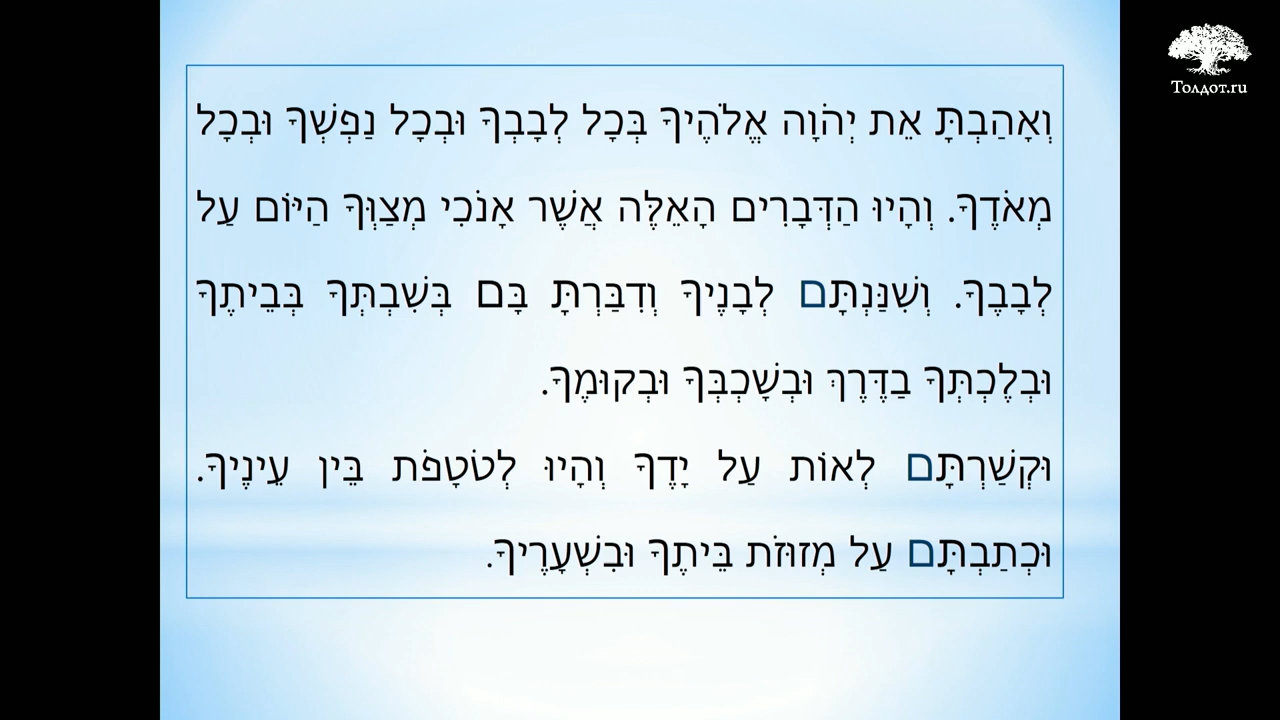 Толдот.ru
וְאָהַבְתָּ אֵת יְהֹוָה אֱלֹהֶיךָ בְּכָל לְבָבְךָ וּבְכָל נַפְשְׁךָ וּבְכָל
מְאֹדֶךָ. וְהָיוּ הַדְּבָרִים הָאֵלֶּה אֲשֶׁר אָנֹכִי מְצַוְּךָ הַיּוֹם עַל
לְבָבֶךָ. וְשִׁנַּנְתָּם לְבָנֶיךָ וְדִבַּרְתָּ בָּם בְּשִׁבְתְּךָ בְּבֵיתֶךָ
וּבְלֶכְתְּךָ בַדֶּרֶךְ וּבְשָׁכְבְּךָ וּבְקוּמֶךָ.
וּקְשַׁרְתָּם לְאוֹת עַל יָדֶךָ וְהָיוּ לְטֹטָפֹת בֵּין עֵינֶיךָ.
וּכְתַבְתָּם עַל מְזוּזֹת בֵּיתֶךָ וּבִשְׁעָרֶיךָ.